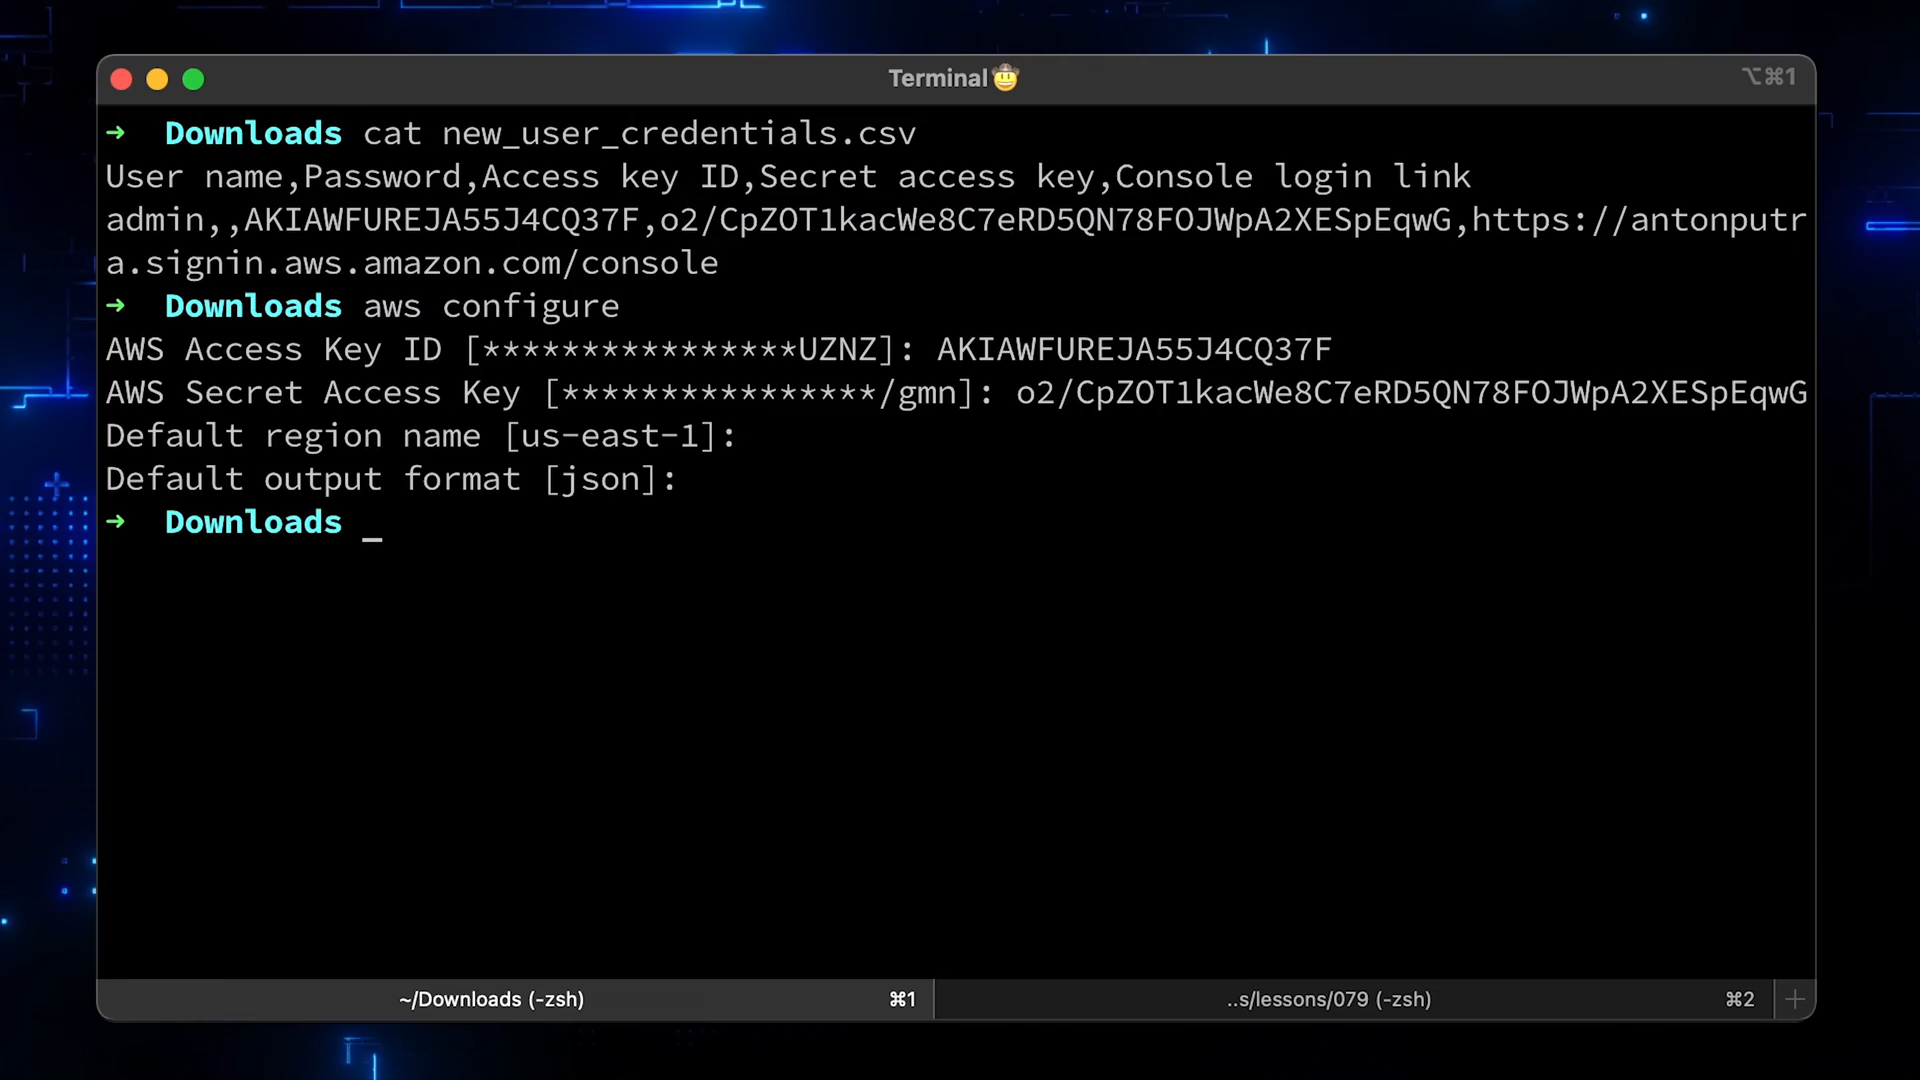 Terminal🤠
⌥⌘1
→ Downloads cat new_user_credentials.csv
User name,Password,Access key ID,Secret access key,Console login link
admin,,AKIAWFUREJA55J4CQ37F,o2/CpZOT1kacWe8C7eRD5QN78FOJWpA2XESpEqwG,https://antonputr
a.signin.aws.amazon.com/console
→ Downloads aws configure
AWS Access Key ID [****************UZNZ]: AKIAWFUREJA55J4CQ37F
AWS Secret Access Key [****************/gmn]: 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
Default region name [us-east-1]:
Default output format [json]:
→ Downloads _
~/Downloads (-zsh) ⌘1
..s/lessons/079 (-zsh) ⌘2